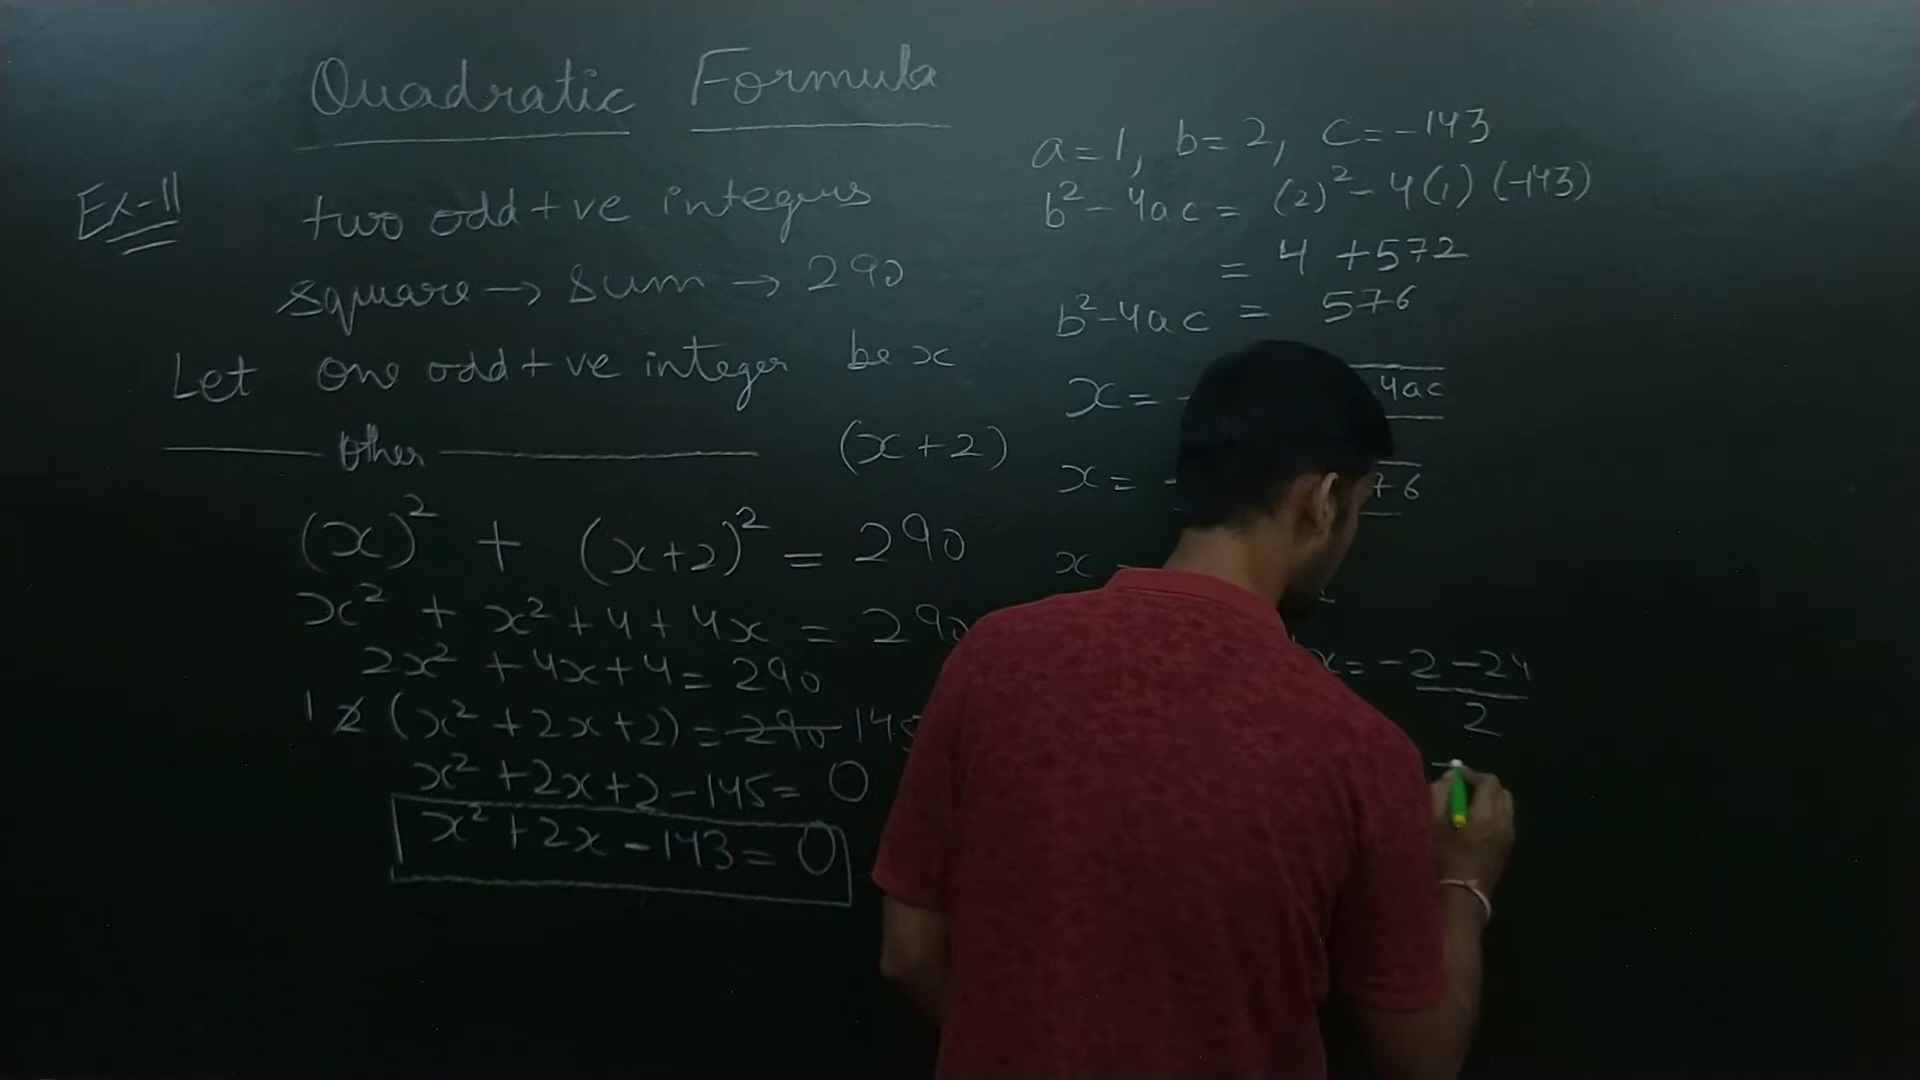 Quadratic Formula
Ex-11 two odd +ve integers
square → sum → 290
Let one odd +ve integer be x
other (x+2)
(x)² + (x+2)² = 290
x² + x² + 4 + 4x = 290
2x² + 4x + 4 = 290
1 2 (x² + 2x + 2) = 290 145
x² + 2x + 2 - 145 = 0
x² + 2x - 143 = 0
a = 1, b = 2, c = -143
b² - 4ac = (2)² - 4(1)(-143)
= 4 + 572
b² - 4ac = 576
x = - 4ac
x = - 76
x =
x = -2 - 24
2